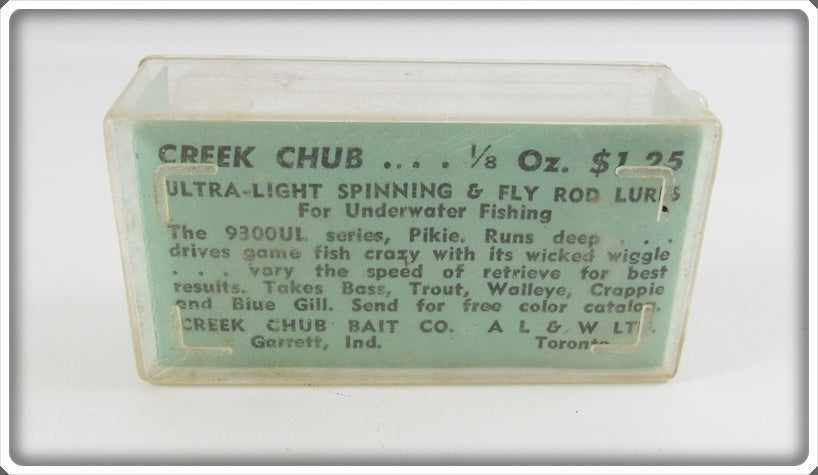 CREEK CHUB .... ⅛ Oz. $1.25
ULTRA-LIGHT SPINNING & FLY ROD LURES
For Underwater Fishing
The 9300UL series, Pikie. Runs deep . . .
drives game fish crazy with its wicked wiggle
. . . vary the speed of retrieve for best
results. Takes Bass, Trout, Walleye, Crappie
and Blue Gill. Send for free color catalog.
CREEK CHUB BAIT CO. A L & W LTD.
Garrett, Ind. Toronto